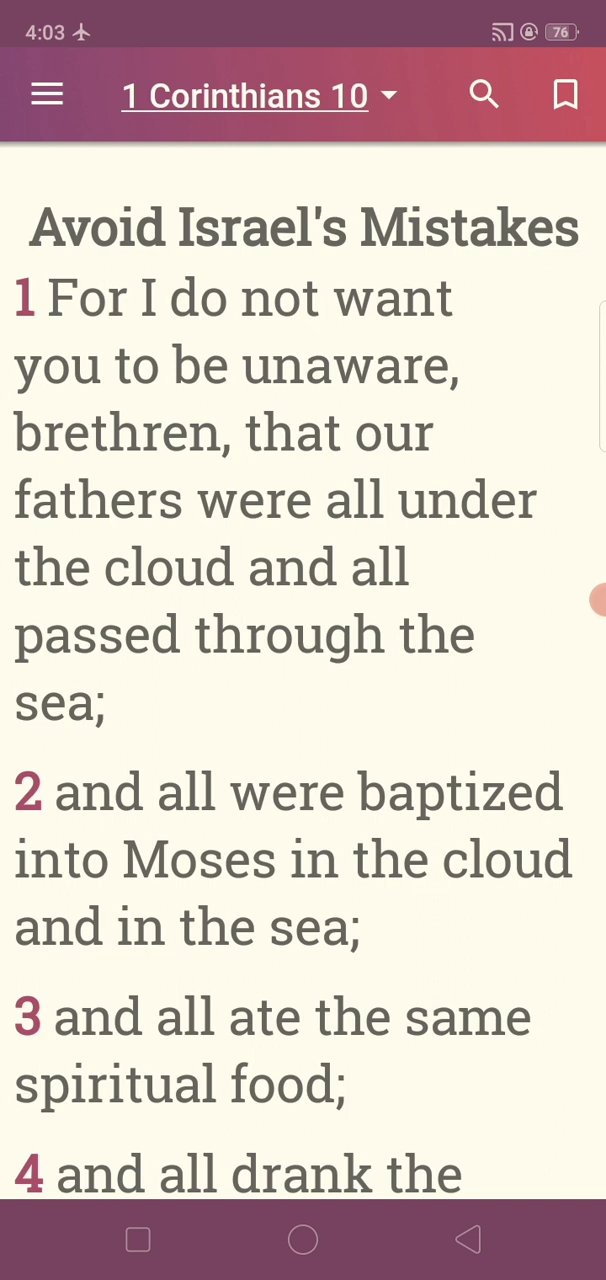 4:03
76
1 Corinthians 10
Avoid Israel's Mistakes
1 For I do not want
you to be unaware,
brethren, that our
fathers were all under
the cloud and all
passed through the
sea;
2 and all were baptized
into Moses in the cloud
and in the sea;
3 and all ate the same
spiritual food;
4 and all drank the